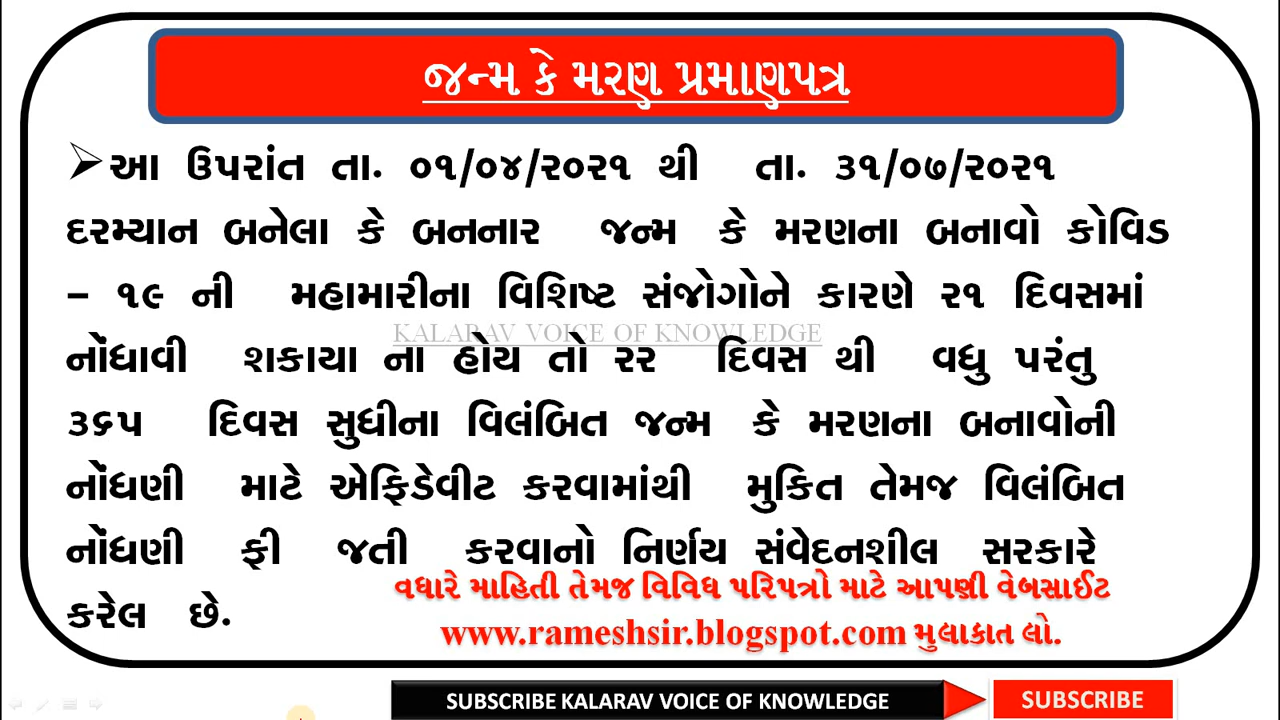 જન્મ કે મરણ પ્રમાણપત્ર
આ ઉપરાંત તા. ૦૧/૦૪/૨૦૨૧ થી તા. ૩૧/૦૭/૨૦૨૧
દરમ્યાન બનેલા કે બનનાર જન્મ કે મરણના બનાવો કોવિડ
– ૧૯ ની મહામારીના વિશિષ્ટ સંજોગોને કારણે ૨૧ દિવસમાં
KALARAV VOICE OF KNOWLEDGE
નોંધાવી શકાયા ના હોય તો ૨૨ દિવસ થી વધુ પરંતુ
૩૬૫ દિવસ સુધીના વિલંબિત જન્મ કે મરણના બનાવોની
નોંધણી માટે એફિડેવીટ કરવામાંથી મુકિત તેમજ વિલંબિત
નોંધણી ફી જતી કરવાનો નિર્ણય સંવેદનશીલ સરકારે
કરેલ છે.
વધારે માહિતી તેમજ વિવિધ પરિપત્રો માટે આપણી વેબસાઈટ
www.rameshsir.blogspot.com મુલાકાત લો.
SUBSCRIBE KALARAV VOICE OF KNOWLEDGE
SUBSCRIBE